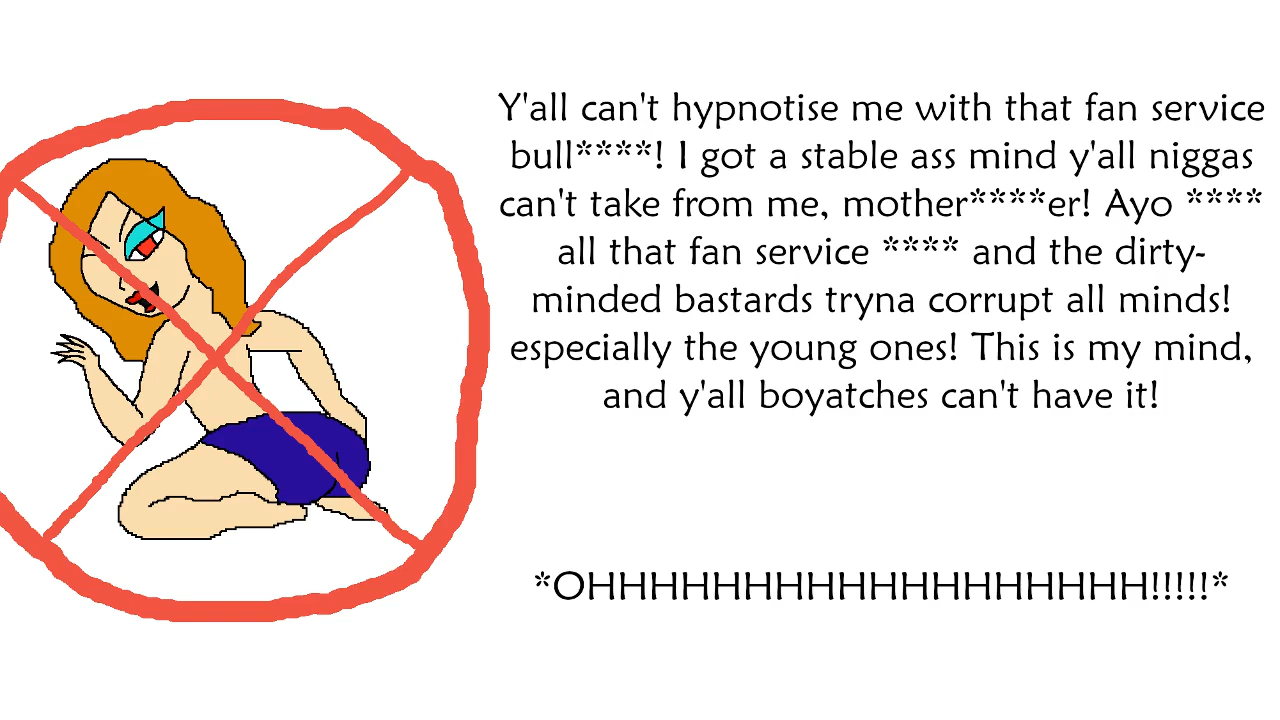 Y'all can't hypnotise me with that fan service
bull****! I got a stable ass mind y'all niggas
can't take from me, mother****er! Ayo ****
all that fan service **** and the dirty-
minded bastards tryna corrupt all minds!
especially the young ones! This is my mind,
and y'all boyatches can't have it!
*OHHHHHHHHHHHHHHHHHH!!!!!*